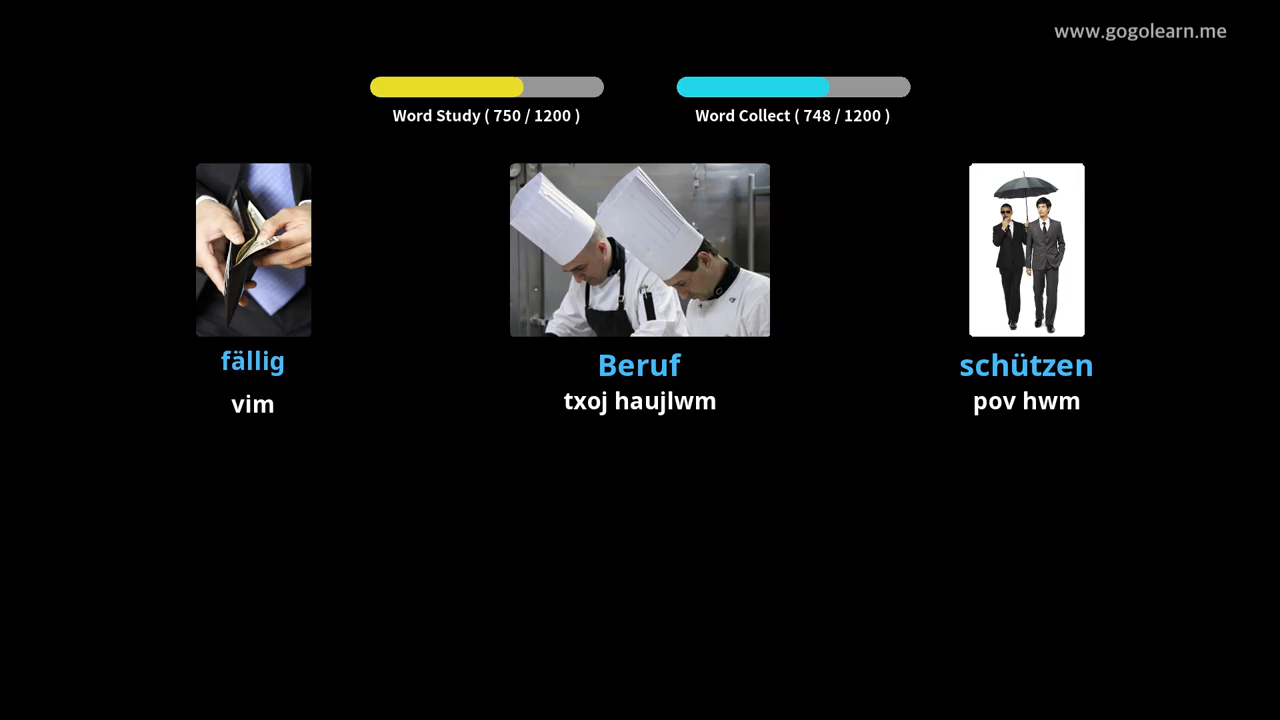 www.gogolearn.me
Word Study ( 750 / 1200 )
Word Collect ( 748 / 1200 )
fällig
vim
Beruf
txoj haujlwm
schützen
pov hwm